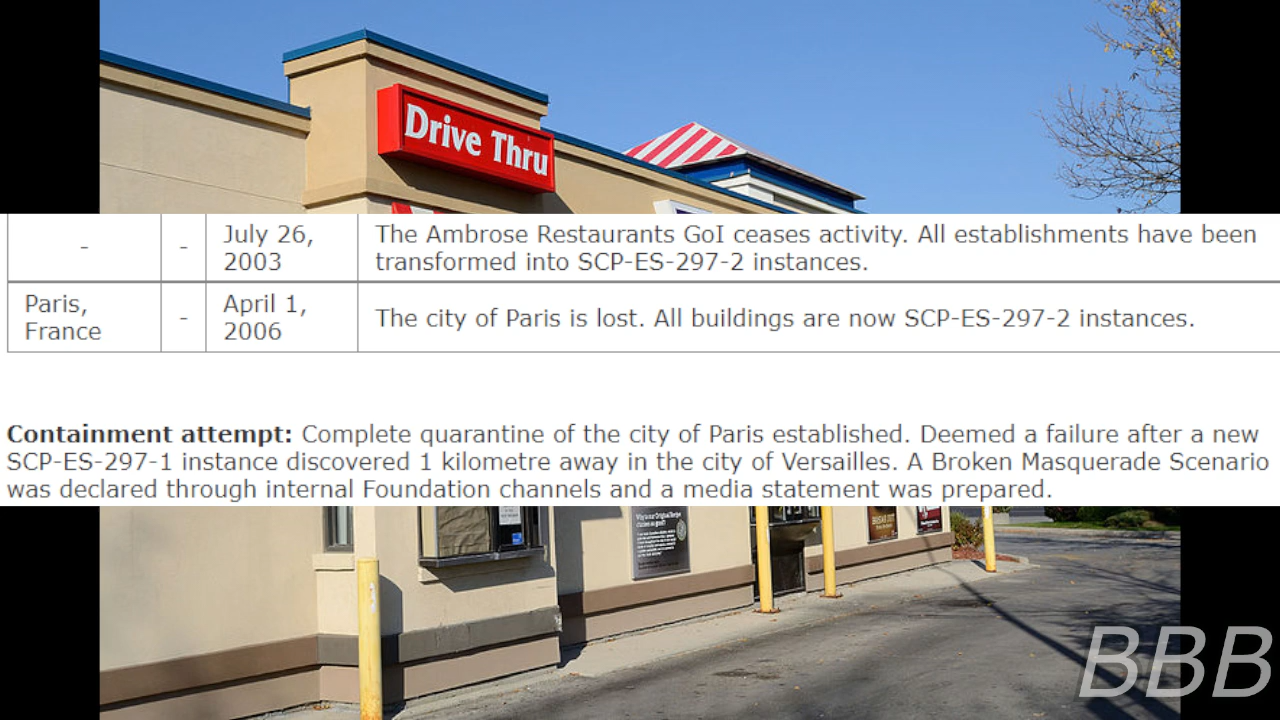 Drive Thru
- - July 26, 2003 The Ambrose Restaurants GoI ceases activity. All establishments have been transformed into SCP-ES-297-2 instances.
Paris, France - April 1, 2006 The city of Paris is lost. All buildings are now SCP-ES-297-2 instances.
Containment attempt: Complete quarantine of the city of Paris established. Deemed a failure after a new
SCP-ES-297-1 instance discovered 1 kilometre away in the city of Versailles. A Broken Masquerade Scenario
was declared through internal Foundation channels and a media statement was prepared.
BBB